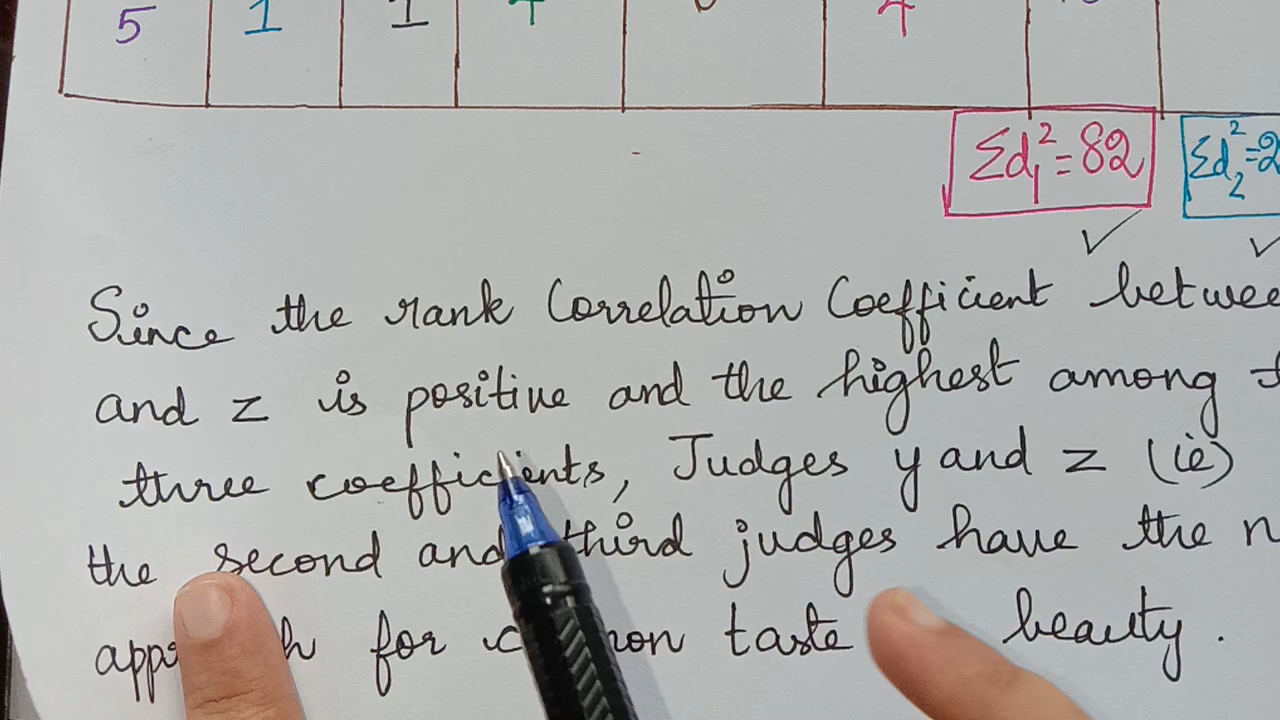 5 1 1 4 4
Σd₁²=82 Σd₂²=2
Since the rank Correlation Coefficient betwee
and z is positive and the highest among
three coefficients, Judges y and z (ie)
the second and third judges have the n
for taste beauty.